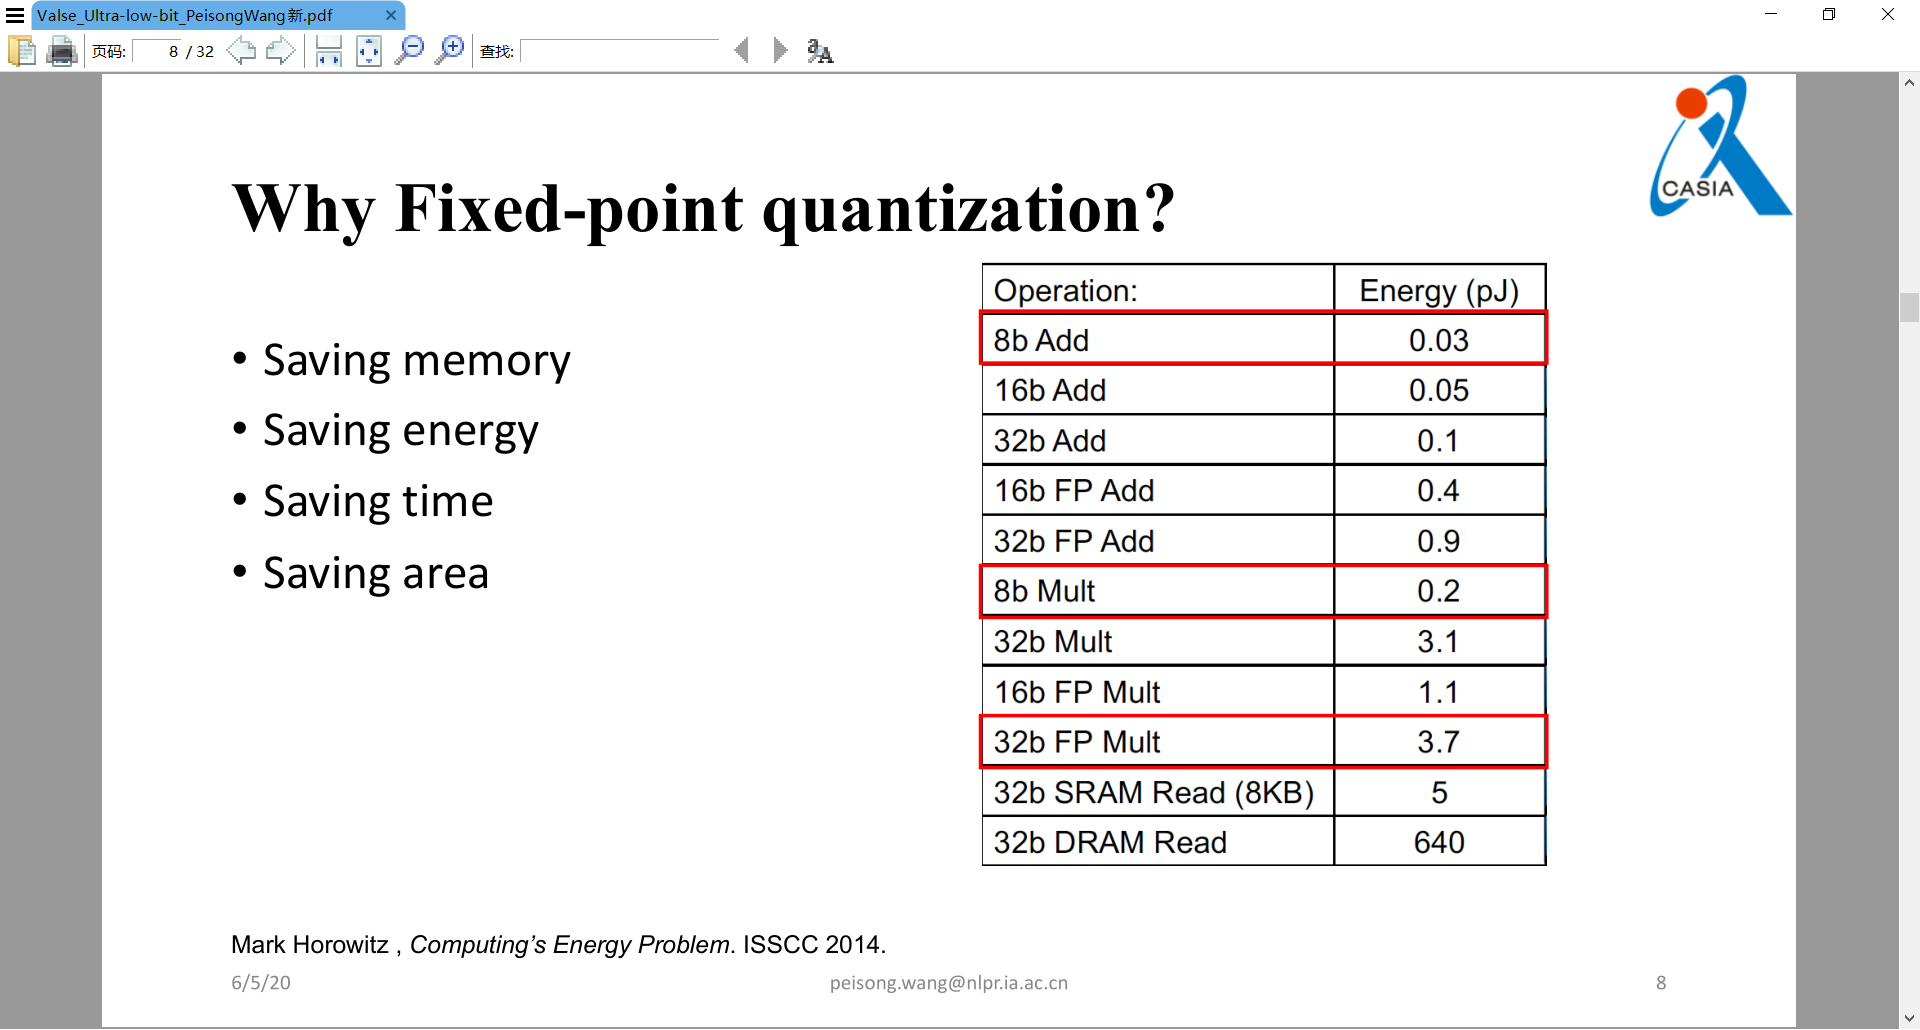 Valse_Ultra-low-bit_PeisongWang新.pdf
页码: 8 / 32 查找:
CASIA
Why Fixed-point quantization?
• Saving memory
• Saving energy
• Saving time
• Saving area
Operation: Energy (pJ)
8b Add 0.03
16b Add 0.05
32b Add 0.1
16b FP Add 0.4
32b FP Add 0.9
8b Mult 0.2
32b Mult 3.1
16b FP Mult 1.1
32b FP Mult 3.7
32b SRAM Read (8KB) 5
32b DRAM Read 640
Mark Horowitz , Computing’s Energy Problem. ISSCC 2014.
6/5/20 peisong.wang@nlpr.ia.ac.cn 8